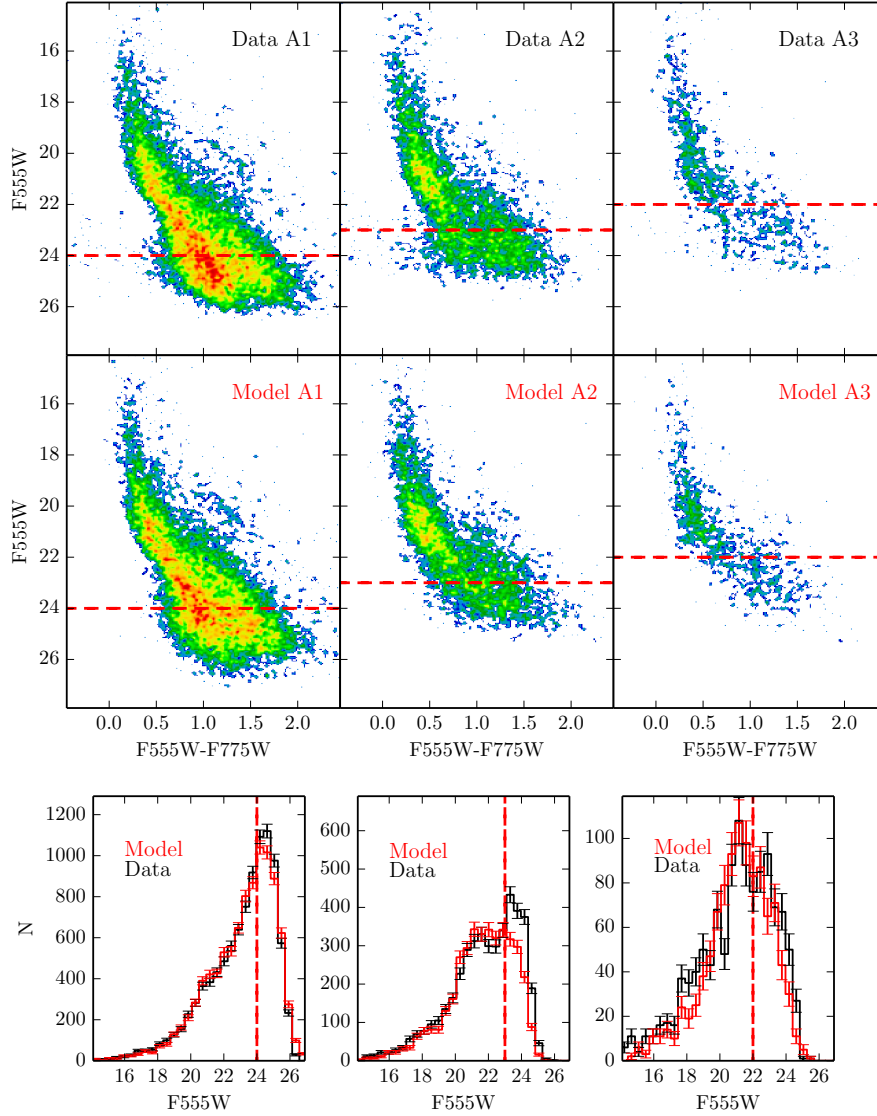 Data A1
Data A2
Data A3
F555W
16
18
20
22
24
26
Model A1
Model A2
Model A3
F555W
16
18
20
22
24
26
0.0 0.5 1.0 1.5 2.0
0.0 0.5 1.0 1.5 2.0
0.0 0.5 1.0 1.5 2.0
F555W-F775W
F555W-F775W
F555W-F775W
N
1200
1000
800
600
400
200
0
Model
Data
16 18 20 22 24 26
F555W
600
500
400
300
200
100
0
Model
Data
16 18 20 22 24 26
F555W
100
80
60
40
20
0
Model
Data
16 18 20 22 24 26
F555W